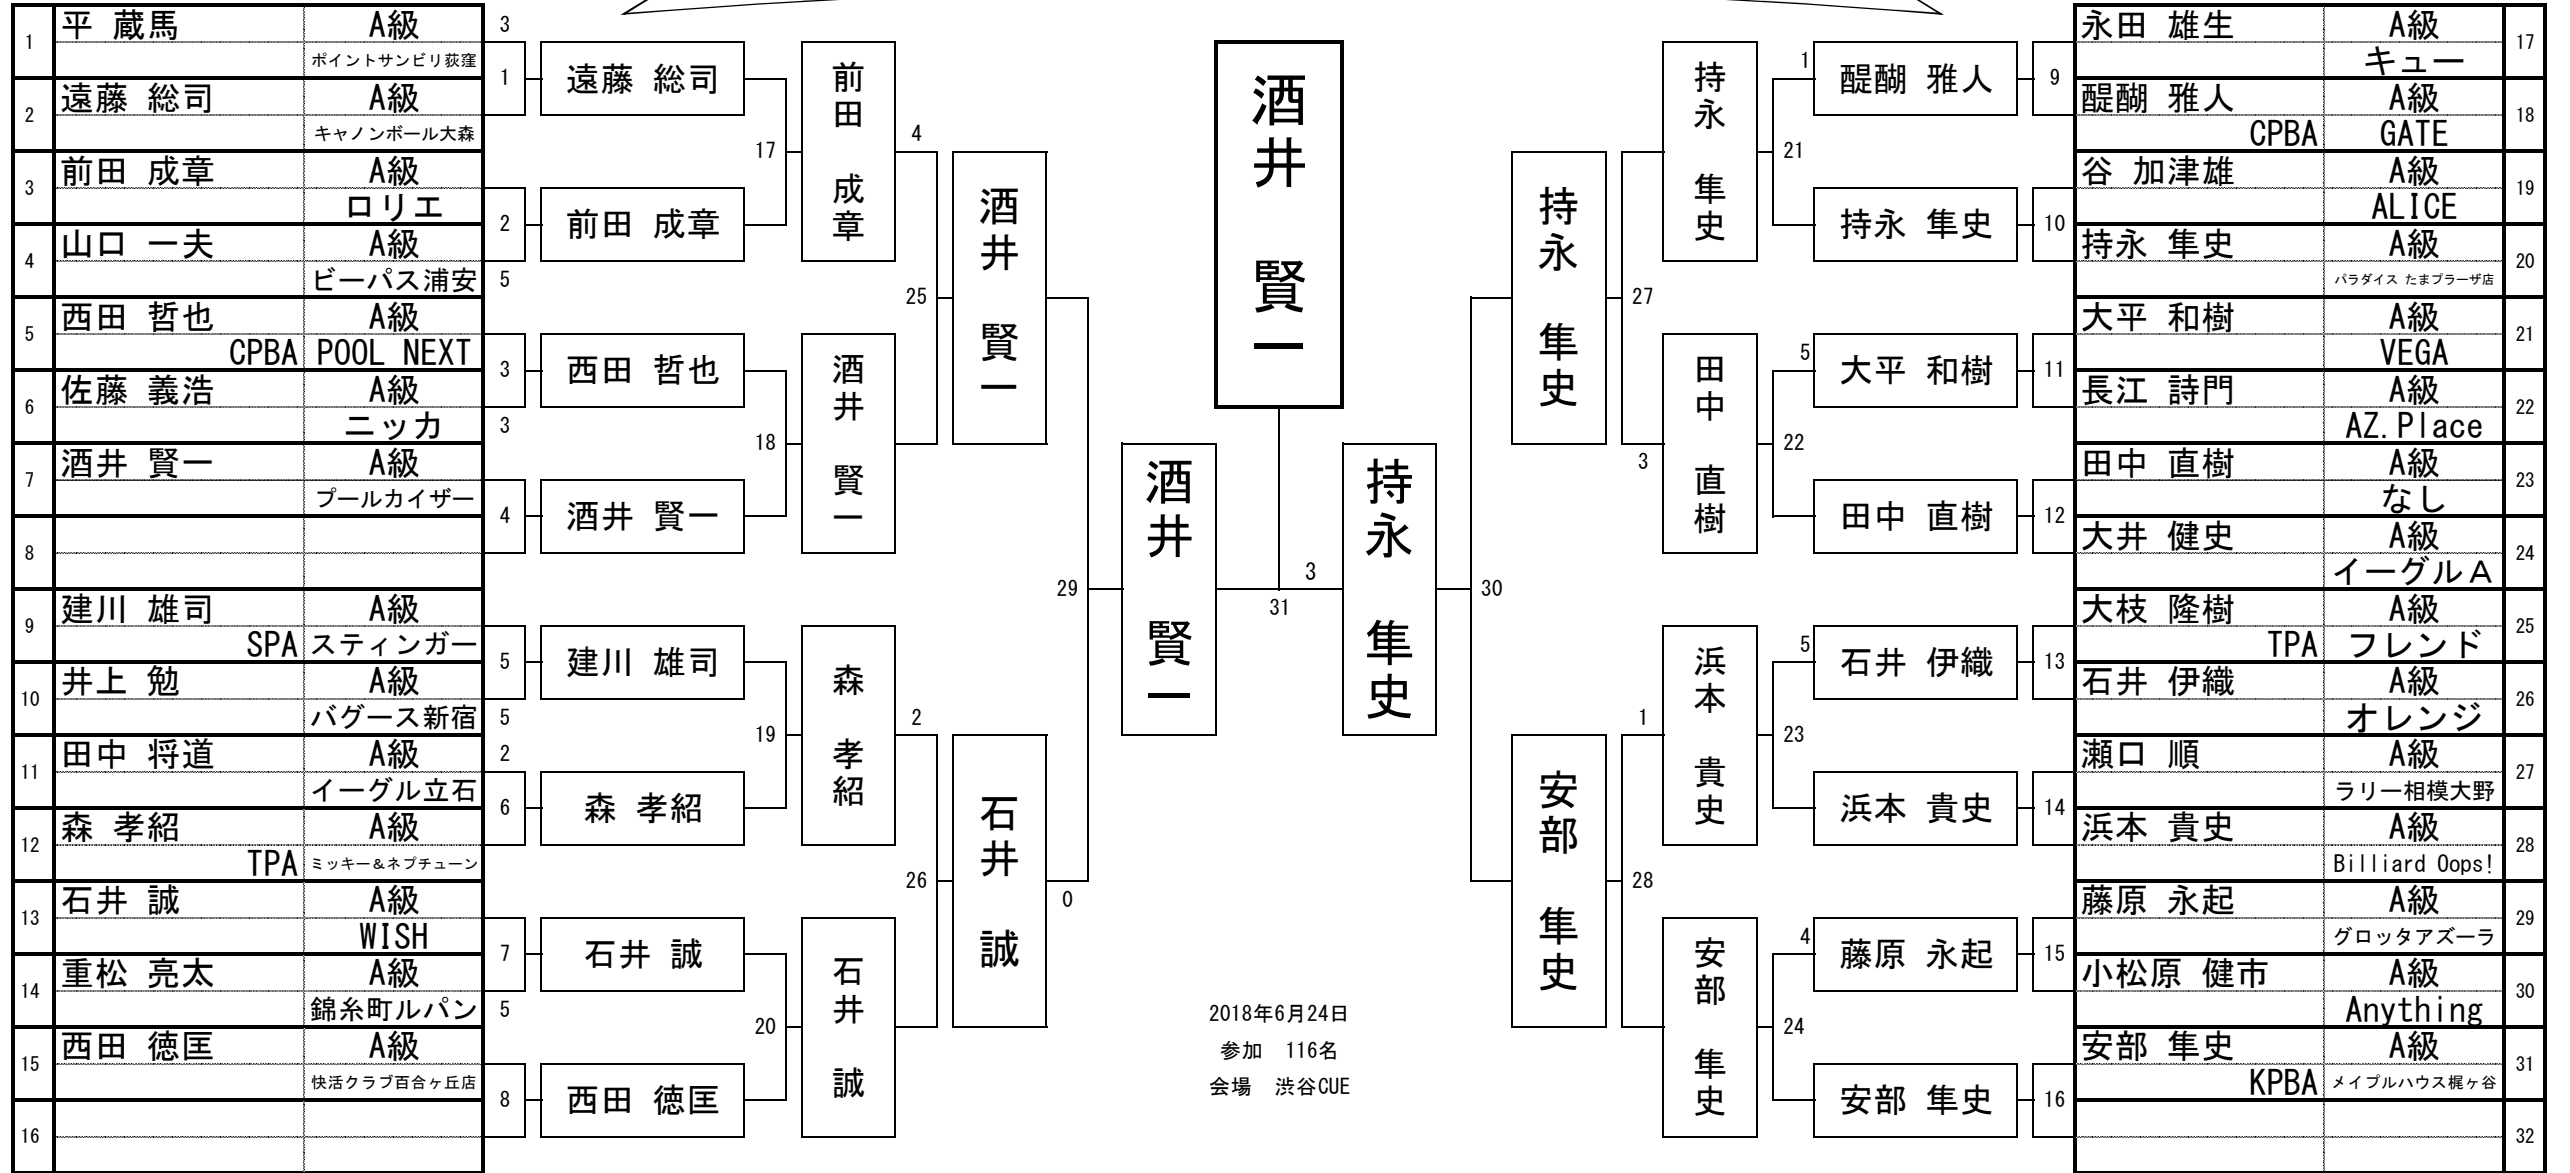 1 平 蔵馬 A級 3
ポイントサンビリ荻窪
2 遠藤 総司 A級
キャノンボール大森
3 前田 成章 A級
ロリエ
4 山口 一夫 A級
ビーパス浦安 5
5 西田 哲也 A級
CPBA POOL NEXT
6 佐藤 義浩 A級
ニッカ 3
7 酒井 賢一 A級
プールカイザー
8
9 建川 雄司 A級
SPA スティンガー
10 井上 勉 A級
バグース新宿 5
11 田中 将道 A級 2
イーグル立石
12 森 孝紹 A級
TPA ミッキー&ネプチューン
13 石井 誠 A級
WISH
14 重松 亮太 A級
錦糸町ルパン 5
15 西田 徳匡 A級
快活クラブ百合ヶ丘店
16
1 遠藤 総司
2 前田 成章
3 西田 哲也
4 酒井 賢一
5 建川 雄司
6 森 孝紹
7 石井 誠
8 西田 徳匡
17 前田 成章 4
18 酒井 賢一
19 森 孝紹 2
20 石井 誠
25 酒井 賢一
26 石井 誠 0
29 酒井 賢一
酒井 賢一
3
31
2018年6月24日
参加 116名
会場 渋谷CUE
持永 隼史 30
持永 隼史 27
安部 隼史 28
持永 隼史 21
3 田中 直樹 22
1 浜本 貴史 23
安部 隼史 24
1 醍醐 雅人 9
持永 隼史 10
5 大平 和樹 11
田中 直樹 12
5 石井 伊織 13
浜本 貴史 14
4 藤原 永起 15
安部 隼史 16
永田 雄生 A級 17
キュー
醍醐 雅人 A級 18
CPBA GATE
谷 加津雄 A級 19
ALICE
持永 隼史 A級 20
パラダイス たまプラーザ店
大平 和樹 A級 21
VEGA
長江 詩門 A級 22
AZ.Place
田中 直樹 A級 23
なし
大井 健史 A級 24
イーグルA
大枝 隆樹 A級 25
TPA フレンド
石井 伊織 A級 26
オレンジ
瀬口 順 A級 27
ラリー相模大野
浜本 貴史 A級 28
Billiard Oops!
藤原 永起 A級 29
グロッタアズーラ
小松原 健市 A級 30
Anything
安部 隼史 A級 31
KPBA メイプルハウス梶ヶ谷
32